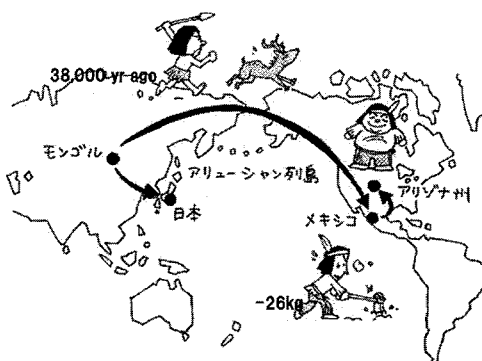 38,000-yr-ago
モンゴル
アリューシャン列島
日本
アリゾナ州
メキシコ
-26kg